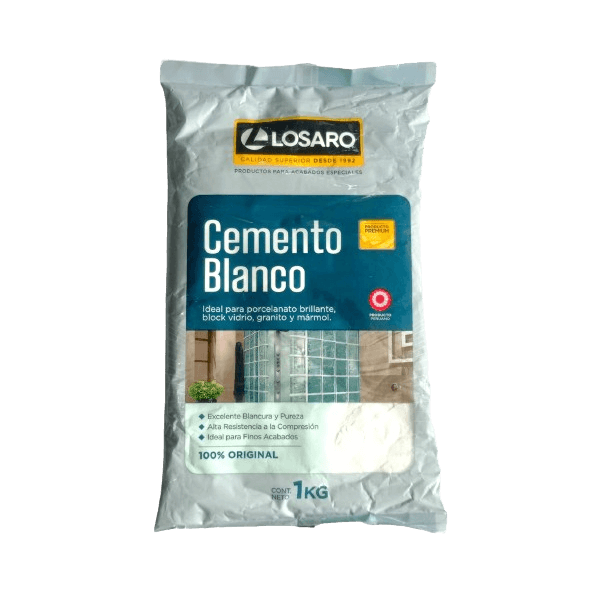 LOSARO
CALIDAD SUPERIOR DESDE 1992
PRODUCTOS PARA ACABADOS ESPECIALES
Cemento
Blanco
PRODUCTO
PREMIUM
Ideal para porcelanato brillante,
block vidrio, granito y mármol.
PRODUCTO
PERUANO
Excelente Blancura y Pureza
Alta Resistencia a la Compresión
Ideal para Finos Acabados
100% ORIGINAL
CONT.
NETO
1KG